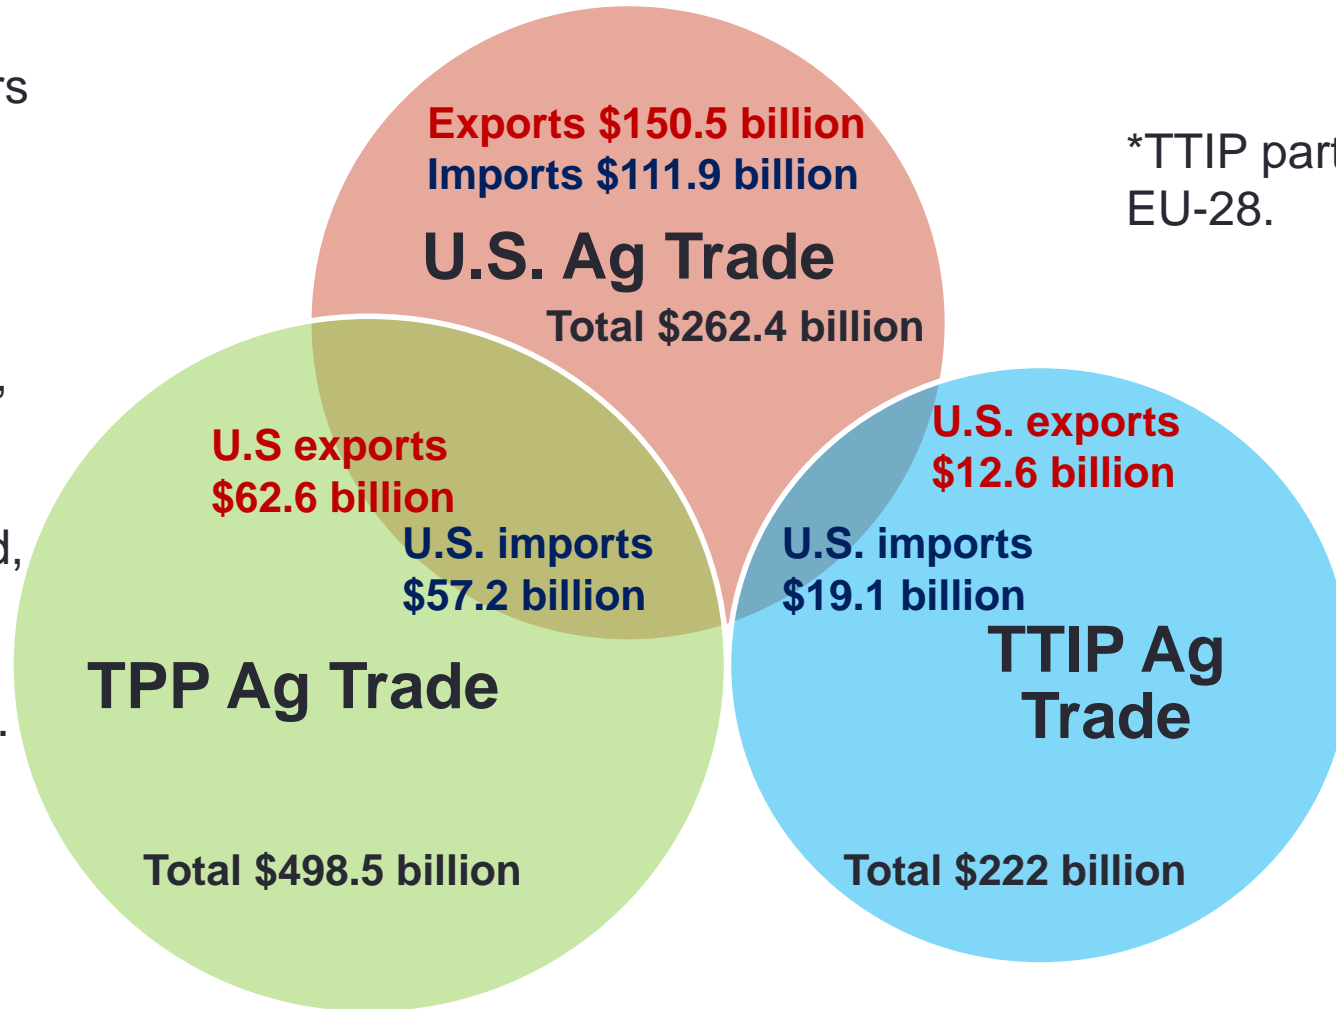 Exports $150.5 billion
Imports $111.9 billion
U.S. Ag Trade
Total $262.4 billion
*TTIP
EU-28.
U.S exports
$62.6 billion
U.S. imports
$57.2 billion
TPP Ag Trade
Total $498.5 billion
U.S. exports
$12.6 billion
U.S. imports
$19.1 billion
TTIP Ag
Trade
Total $222 billion